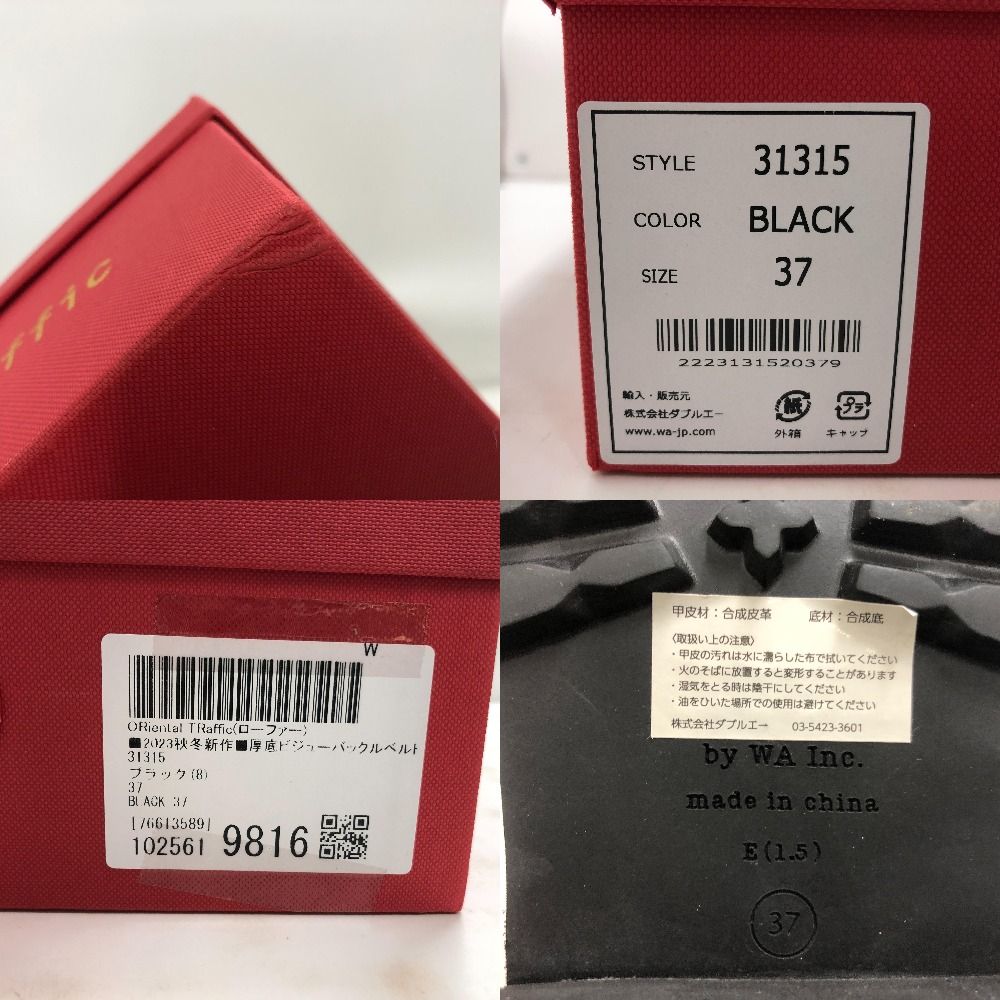 ffic
STYLE 31315
COLOR BLACK
SIZE 37
2223131520379
輸入・販売元
株式会社ダブルエー
www.wa-jp.com
紙 外箱
プラ キャップ
W
ORiental TRaffic(ローファー)
■2023秋冬新作■厚底ビジューバックルベルト
31315
ブラック(8)
37
BLACK 37
[76613589]
102561 9816
甲皮材：合成皮革 底材：合成底
〈取扱い上の注意〉
・甲皮の汚れは水に濡らした布で拭いてください
・火のそばに放置すると変形することがあります
・湿気をとる時は陰干にしてください
・油をひいた場所での使用は避けてください
株式会社ダブルエー 03-5423-3601
by WA Inc.
made in china
E(1.5)
37